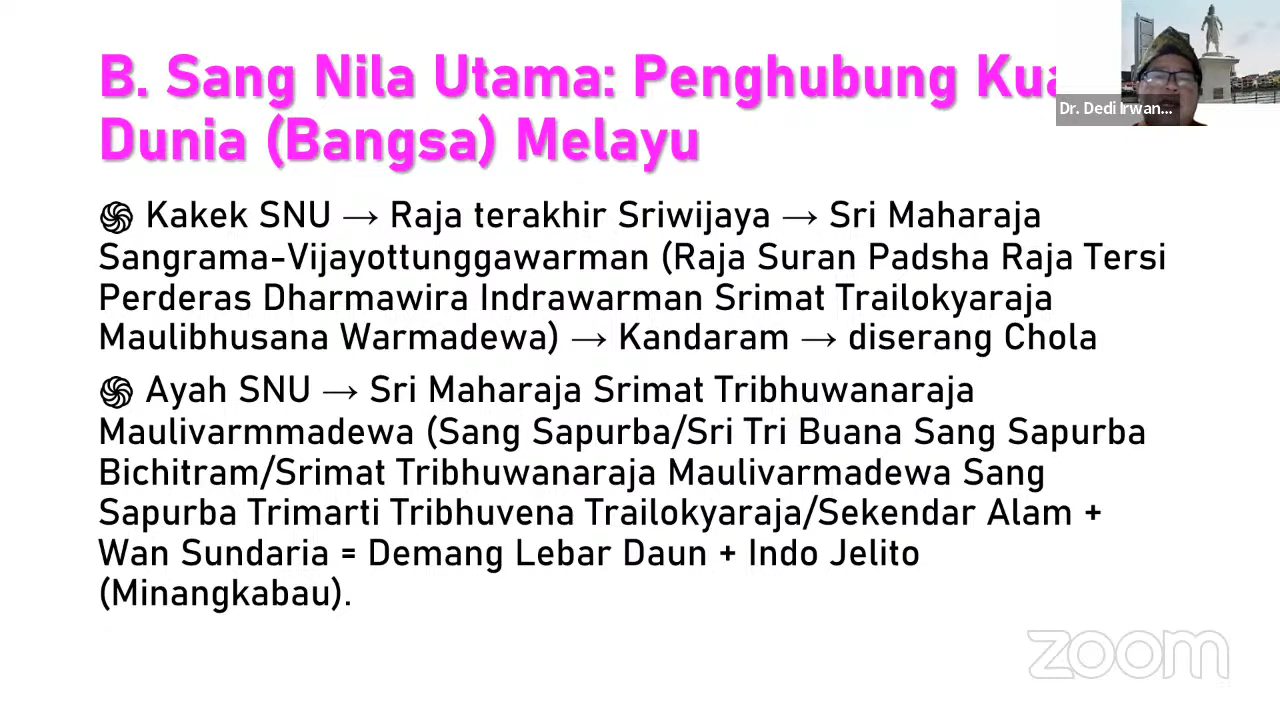 B. Sang Nila Utama: Penghubung
Dunia (Bangsa) Melayu
Dr. Dedi Irwan...
Kakek SNU → Raja terakhir Sriwijaya → Sri Maharaja
Sangrama-Vijayottunggawarman (Raja Suran Padsha Raja Tersi
Perderas Dharmawira Indrawarman Srimat Trailokyaraja
Maulibhusana Warmadewa) → Kandaram → diserang Chola
Ayah SNU → Sri Maharaja Srimat Tribhuwanaraja
Maulivarmmadewa (Sang Sapurba/Sri Tri Buana Sang Sapurba
Bichitram/Srimat Tribhuwanaraja Maulivarmadewa Sang
Sapurba Trimarti Tribhuvena Trailokyaraja/Sekendar Alam +
Wan Sundaria = Demang Lebar Daun + Indo Jelito
(Minangkabau).
zoom